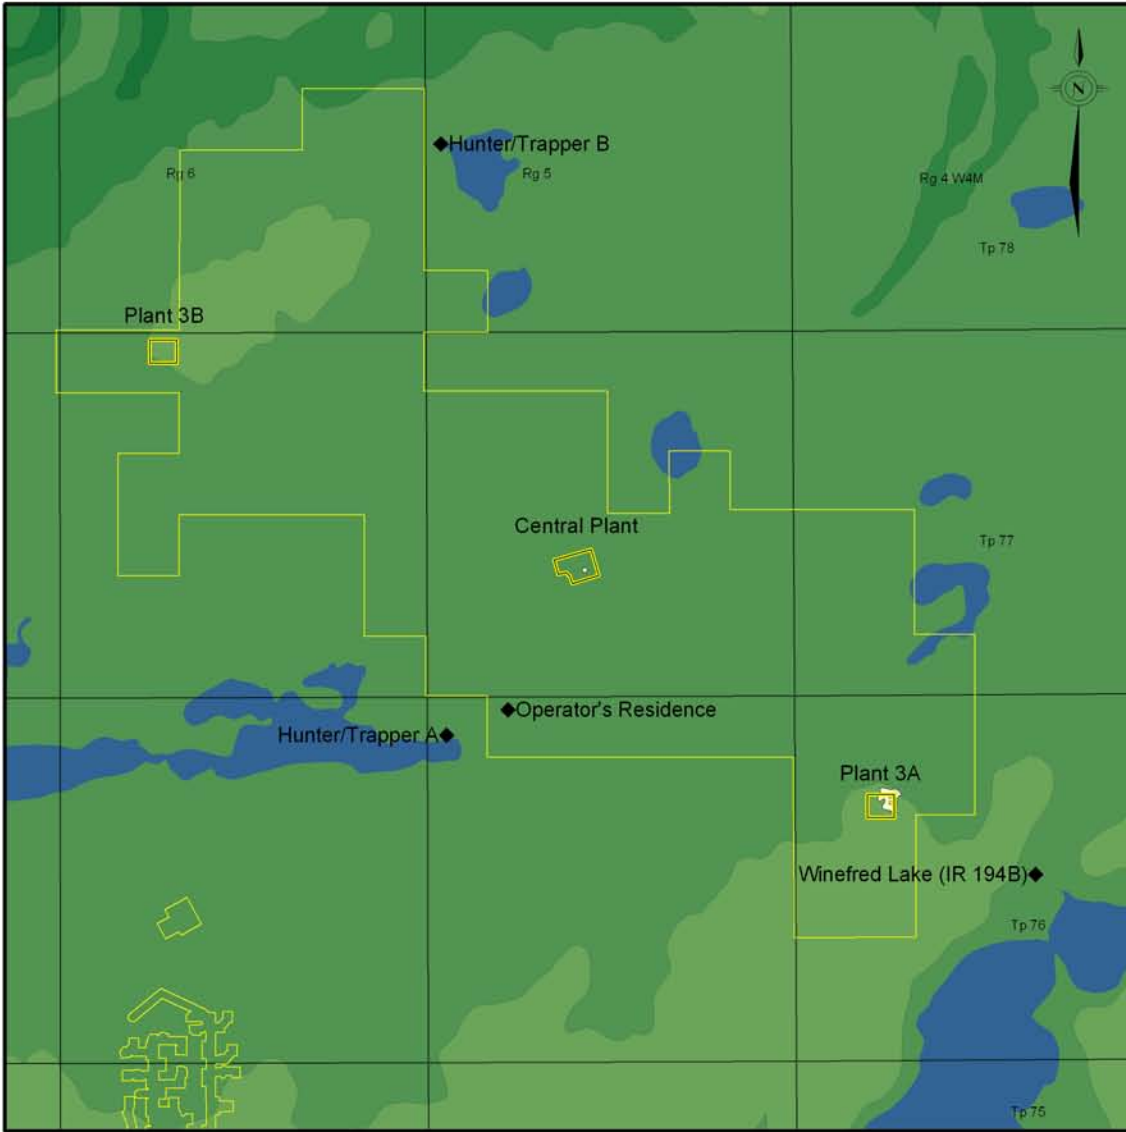 N
Hunter/Trapper B
Rg 6
Rg 5
Rg 4 W4M
Tp 78
Plant 3B
Central Plant
Tp 77
Operator's Residence
Hunter/Trapper A
Plant 3A
Winefred Lake (IR 194B)
Tp 76
Tp 75